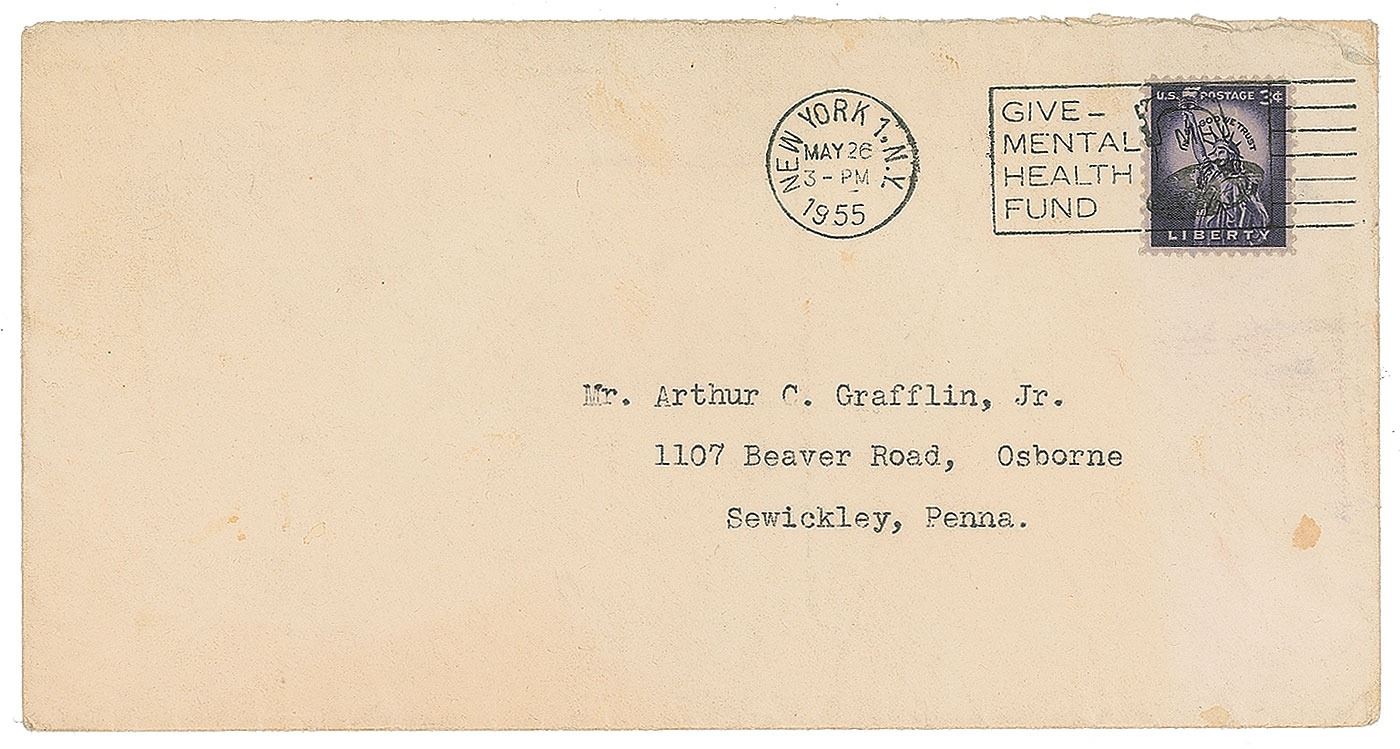 NEW YORK 1, N.Y.
MAY 26
3 - PM
1955
GIVE -
MENTAL
HEALTH
FUND
U.S. POSTAGE 3¢
IN GOD WE TRUST
LIBERTY
Mr. Arthur C. Grafflin, Jr.
1107 Beaver Road, Osborne
Sewickley, Penna.